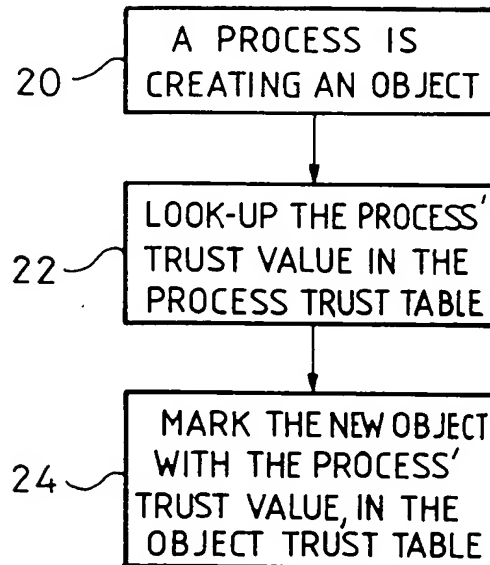 A PROCESS IS
20 CREATING AN OBJECT
LOOK-UP THE PROCESS'
22 TRUST VALUE IN THE
PROCESS TRUST TABLE
MARK THE NEW OBJECT
24 WITH THE PROCESS'
TRUST VALUE, IN THE
OBJECT TRUST TABLE